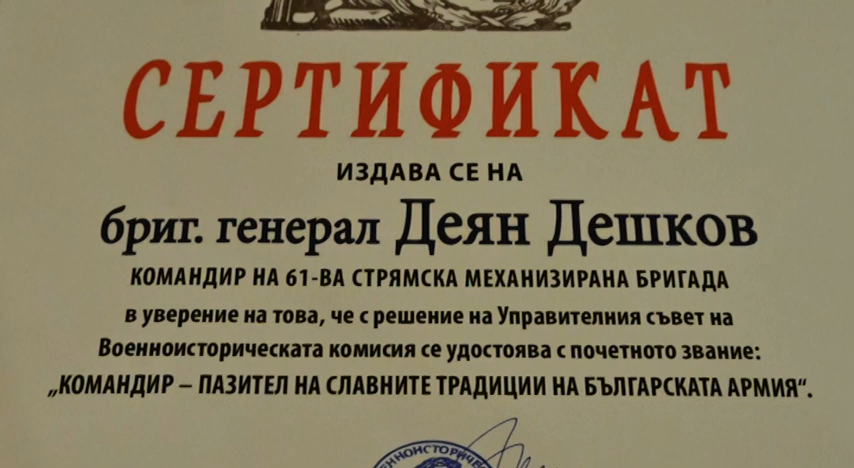 СЕРТИФИКАТ
ИЗДАВА СЕ НА
бриг. генерал Деян Дешков
КОМАНДИР НА 61-ВА СТРЯМСКА МЕХАНИЗИРАНА БРИГАДА
в уверение на това, че с решение на Управителния съвет на
Военноисторическата комисия се удостоява с почетното звание:
„КОМАНДИР – ПАЗИТЕЛ НА СЛАВНИТЕ ТРАДИЦИИ НА БЪЛГАРСКАТА АРМИЯ“.